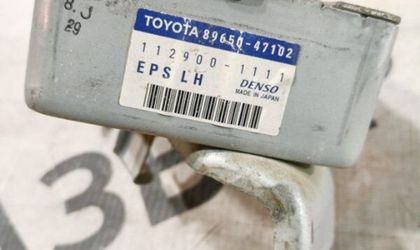 8.J
29
TOYOTA 89650-47102
112900-1111
EPS LH
DENSO
MADE IN JAPAN